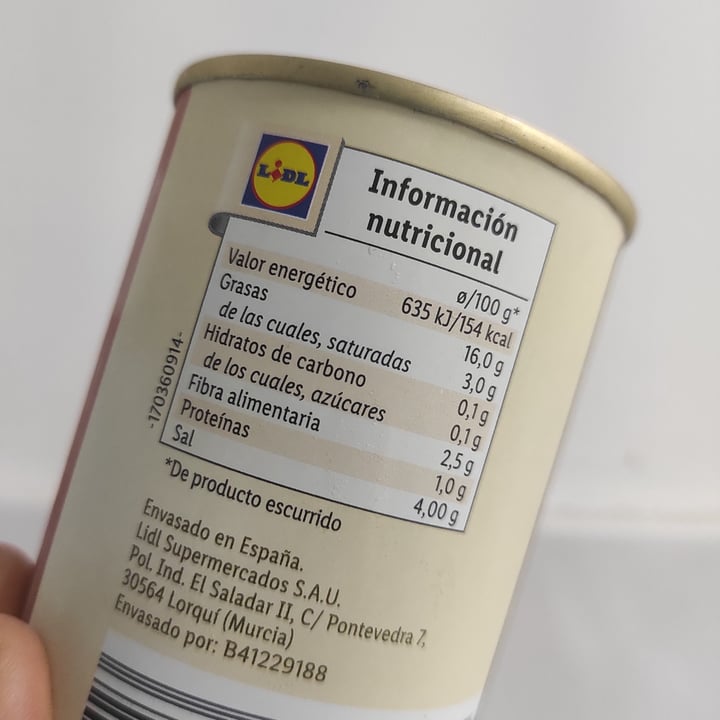 LIDL
Información
nutricional
ø/100 g*
Valor energético 635 kJ/154 kcal
Grasas 16,0 g
de las cuales, saturadas 3,0 g
Hidratos de carbono 0,1 g
de los cuales, azúcares 0,1 g
Fibra alimentaria 2,5 g
Proteínas 1,0 g
Sal 4,00 g
*De producto escurrido
-170360914-
Envasado en España.
Lidl Supermercados S.A.U.
Pol. Ind. El Saladar II, C/ Pontevedra 7,
30564 Lorquí (Murcia)
Envasado por: B41229188